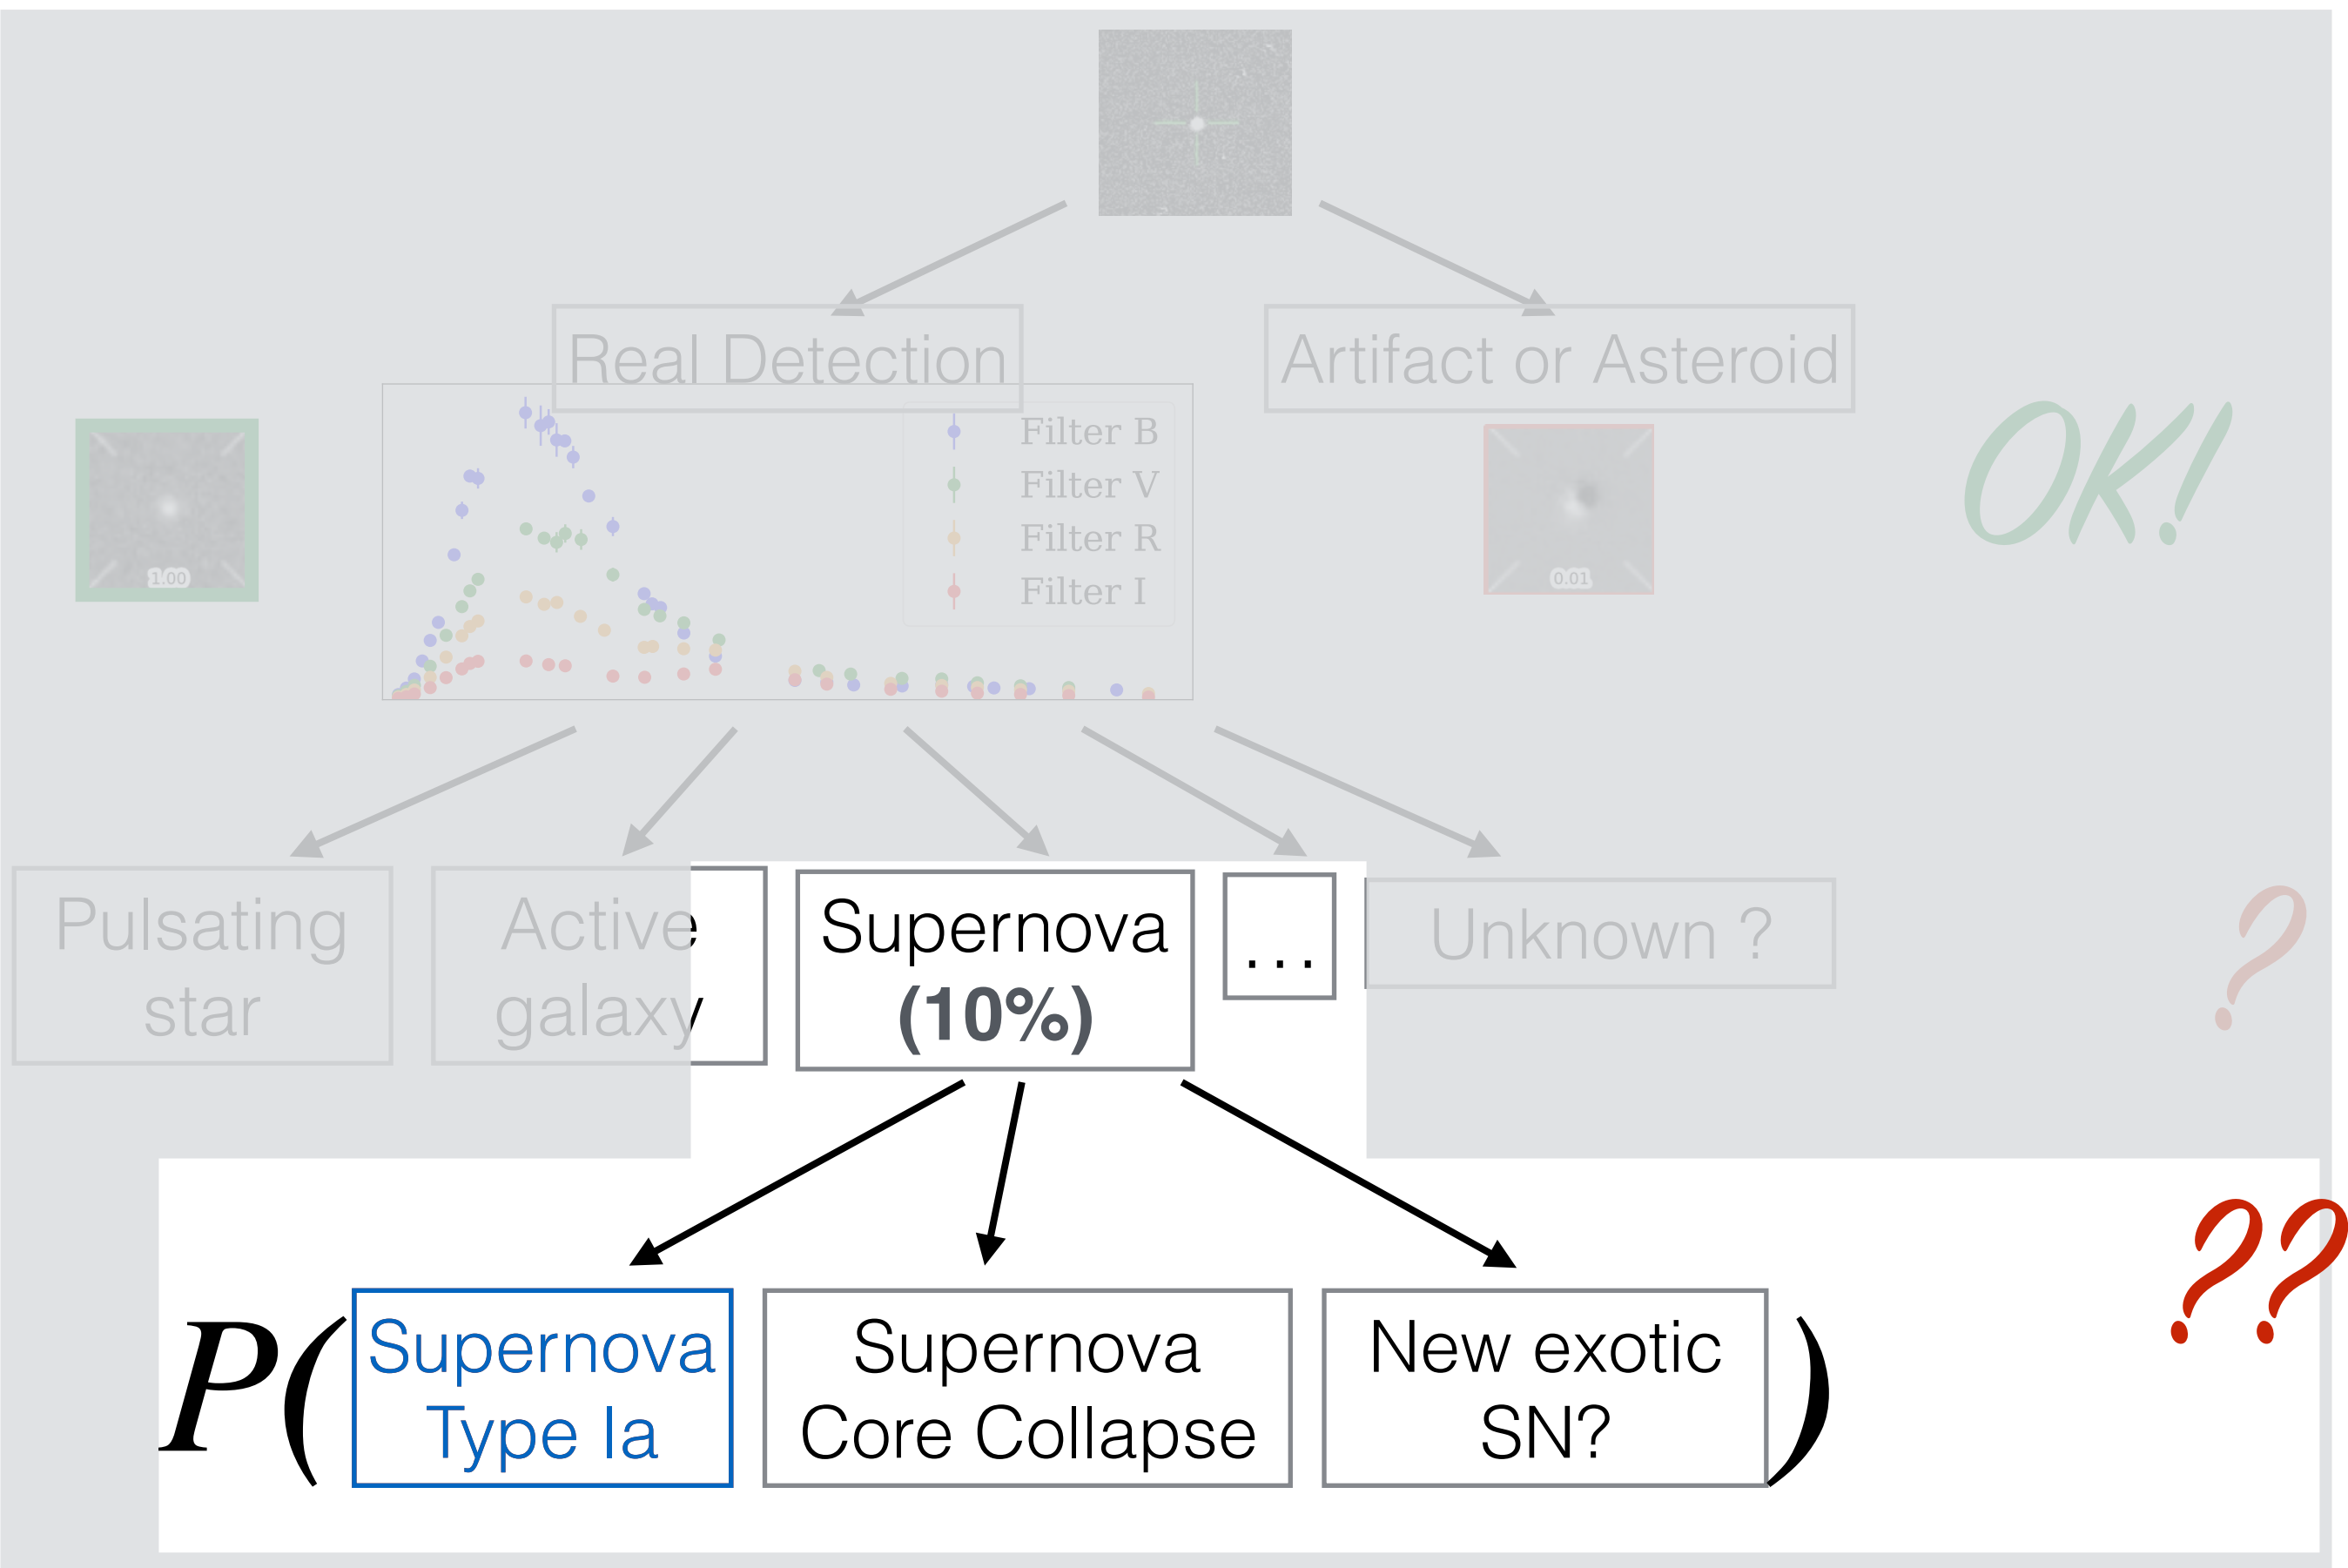 Real Detection
Artifact or Asteroid
Filter B
Filter V
Filter R
Filter I
OK!
1.00
0.01
Pulsating
star
Active
galaxy
Supernova
(10%)
...
Unknown ?
?
P(
Supernova
Type Ia
Supernova
Core Collapse
New exotic
SN?
)
??